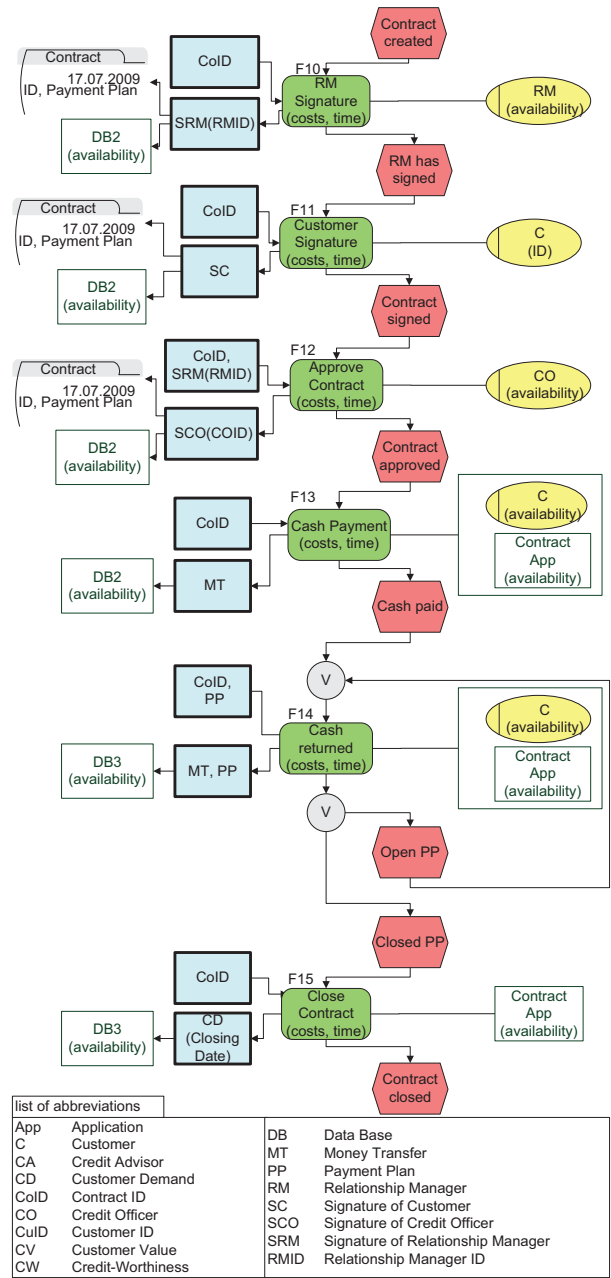 Contract
created
Contract
17.07.2009
ID, Payment Plan
CoID
F10
RM
Signature
(costs, time)
RM
(availability)
SRM(RMID)
DB2
(availability)
RM has
signed
Contract
17.07.2009
ID, Payment Plan
CoID
F11
Customer
Signature
(costs, time)
C
(ID)
SC
DB2
(availability)
Contract
signed
Contract
17.07.2009
ID, Payment Plan
CoID,
SRM(RMID)
F12
Approve
Contract
(costs, time)
CO
(availability)
SCO(COID)
DB2
(availability)
Contract
approved
F13
CoID
Cash Payment
(costs, time)
C
(availability)
Contract
App
(availability)
DB2
(availability)
MT
Cash paid
V
CoID,
PP
F14
Cash
returned
(costs, time)
C
(availability)
Contract
App
(availability)
DB3
(availability)
MT, PP
V
Open PP
Closed PP
CoID
F15
Close
Contract
(costs, time)
Contract
App
(availability)
DB3
(availability)
CD
(Closing
Date)
Contract
closed
list of abbreviations
App Application
C Customer
CA Credit Advisor
CD Customer Demand
CoID Contract ID
CO Credit Officer
CuID Customer ID
CV Customer Value
CW Credit-Worthiness
DB Data Base
MT Money Transfer
PP Payment Plan
RM Relationship Manager
SC Signature of Customer
SCO Signature of Credit Officer
SRM Signature of Relationship Manager
RMID Relationship Manager ID